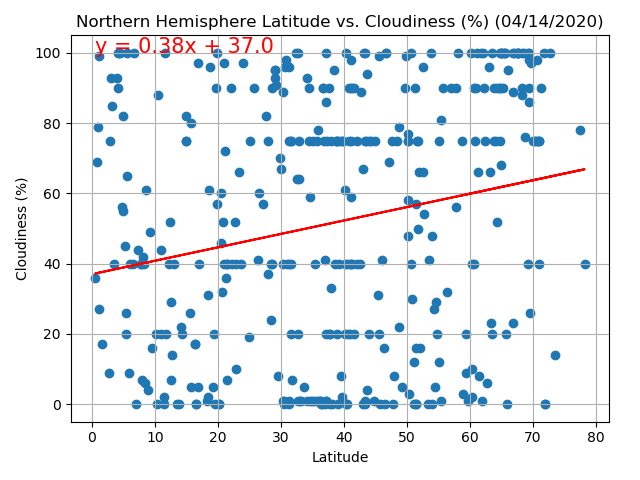 Northern Hemisphere Latitude vs. Cloudiness (%) (04/14/2020)
y = 0.38x + 37.0
100
80
60
40
20
0
Cloudiness (%)
0 10 20 30 40 50 60 70 80
Latitude